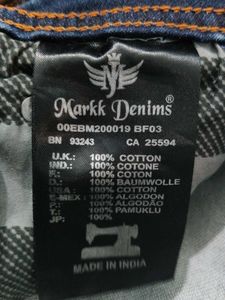 Markk Denims®
00EBM200019 BF03
BN 93243 CA 25594
U.K.: 100% COTTON
IND.: 100% COTONE
F.: 100% COTON
D.: 100% BAUMWOLLE
USA: 100% COTTON
E-MEX: 100% ALGODON
P.: 100% ALGODÃO
T.: 100% PAMUKLU
JP: 100%
MADE IN INDIA